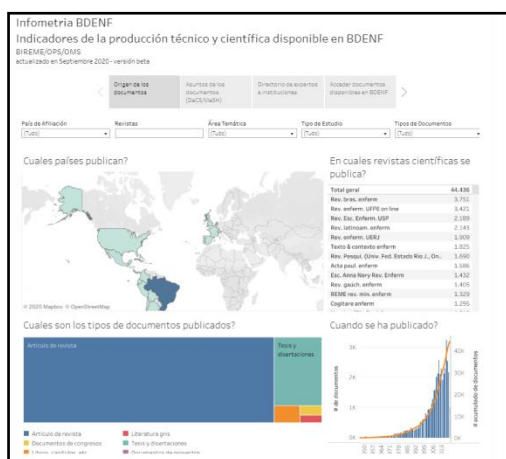 Infometria BDENF
Indicadores de la producción técnico y científica disponible en BDENF
BIREME/OPS/OMS
actualizado en Septiembre 2020 - versión beta
Origen de los documentos
Asuntos de los documentos (DeCS/MeSH)
Directorio de expertos e instituciones
Acceder documentos disponibles en BDENF
País de Afiliación
Revistas
Área Temática
Tipo de Estudio
Tipos de Documentos
(Tudo)
(Tudo)
(Tudo)
(Tudo)
Cuales países publican?
© 2020 Mapbox © OpenStreetMap
En cuales revistas científicas se publica?
Total geral 44.436
Rev. bras. enferm 3.751
Rev. enferm. UFPE on line 3.421
Rev. Esc. Enferm. USP 2.189
Rev. latinoam. enferm 2.143
Rev. enferm. UERJ 1.909
Texto & contexto enferm 1.825
Rev. Pesqui. (Univ. Fed. Estado Rio J., On.. 1.690
Acta paul. enferm 1.586
Esc. Anna Nery Rev. Enferm 1.432
Rev. gaúch. enferm 1.405
REME rev. min. enferm 1.329
Cogitare enferm 1.295
Cuales son los tipos de documentos publicados?
Artículo de revista
Tesis y disertaciones
Artículo de revista
Literatura gris
Documentos de congresos
Tesis y disertaciones
Cuando se ha publicado?
# de documentos
3K
2K
1K
0K
40K
30K
20K
10K
0K
# acumulado de documentos